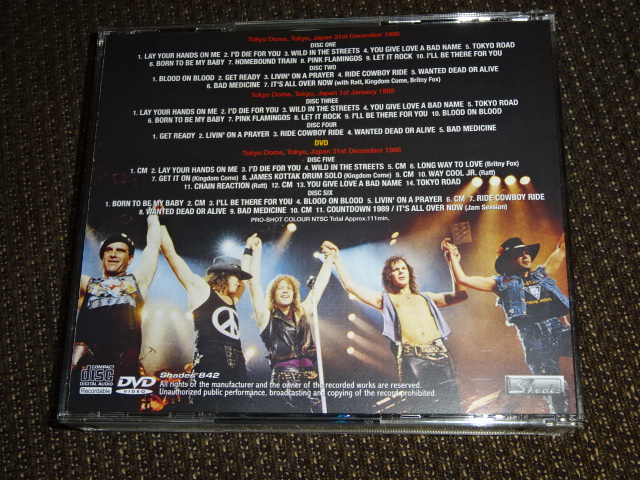 Tokyo Dome, Tokyo, Japan 31st December 1988
DISC ONE
1. LAY YOUR HANDS ON ME 2. I'D DIE FOR YOU 3. WILD IN THE STREETS 4. YOU GIVE LOVE A BAD NAME 5. TOKYO ROAD
6. BORN TO BE MY BABY 7. HOMEBOUND TRAIN 8. PINK FLAMINGOS 9. LET IT ROCK 10. I'LL BE THERE FOR YOU
DISC TWO
1. BLOOD ON BLOOD 2. GET READY 3. LIVIN' ON A PRAYER 4. RIDE COWBOY RIDE 5. WANTED DEAD OR ALIVE
6. BAD MEDICINE 7. IT'S ALL OVER NOW (with Ratt, Kingdom Come, Britny Fox)
Tokyo Dome, Tokyo, Japan 1st January 1989
DISC THREE
1. LAY YOUR HANDS ON ME 2. I'D DIE FOR YOU 3. WILD IN THE STREETS 4. YOU GIVE LOVE A BAD NAME 5. TOKYO ROAD
6. BORN TO BE MY BABY 7. PINK FLAMINGOS 8. LET IT ROCK 9. I'LL BE THERE FOR YOU 10. BLOOD ON BLOOD
DISC FOUR
1. GET READY 2. LIVIN' ON A PRAYER 3. RIDE COWBOY RIDE 4. WANTED DEAD OR ALIVE 5. BAD MEDICINE
DVD
Tokyo Dome, Tokyo, Japan 31st December 1988
DISC FIVE
1. CM 2. LAY YOUR HANDS ON ME 3. I'D DIE FOR YOU 4. WILD IN THE STREETS 5. CM 6. LONG WAY TO LOVE (Britny Fox)
7. GET IT ON (Kingdom Come) 8. JAMES KOTTAK DRUM SOLO (Kingdom Come) 9. CM 10. WAY COOL JR. (Ratt)
11. CHAIN REACTION (Ratt) 12. CM 13. YOU GIVE LOVE A BAD NAME 14. TOKYO ROAD
DISC SIX
1. BORN TO BE MY BABY 2. CM 3. I'LL BE THERE FOR YOU 4. BLOOD ON BLOOD 5. LIVIN' ON A PRAYER 6. CM 7. RIDE COWBOY RIDE
8. WANTED DEAD OR ALIVE 9. BAD MEDICINE 10. CM 11. COUNTDOWN 1989 / IT'S ALL OVER NOW (Jam Session)
PRO-SHOT COLOUR NTSC Total Approx.111min.
COMPACT
disc
DIGITAL AUDIO
Recordable
DVD
VIDEO
Shades 842
All rights of the manufacturer and the owner of the recorded works are reserved.
Unauthorized public performance, broadcasting and copying of the record prohibited.
Shades